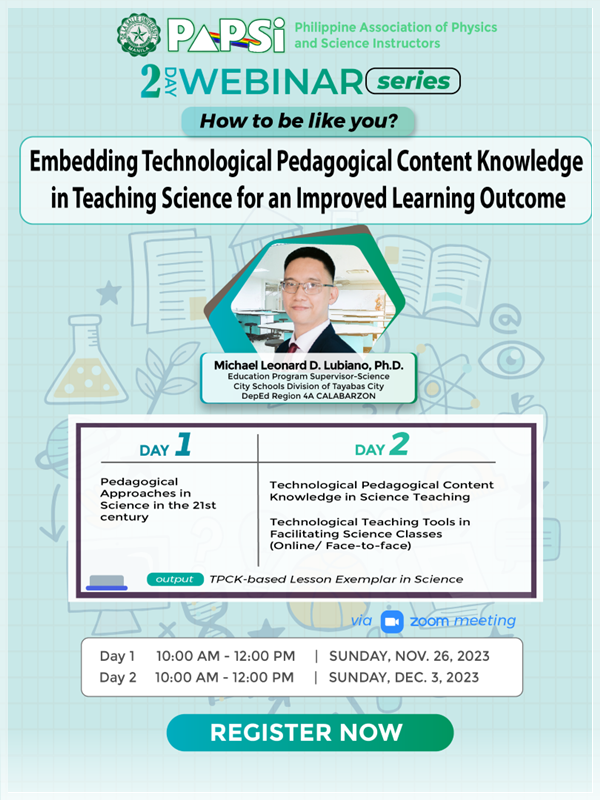 DE LA SALLE UNIVERSITY
MANILA
PAPSi
Philippine Association of Physics
and Science Instructors
2 DAY WEBINAR series
How to be like you?
Embedding Technological Pedagogical Content Knowledge
in Teaching Science for an Improved Learning Outcome
Michael Leonard D. Lubiano, Ph.D.
Education Program Supervisor-Science
City Schools Division of Tayabas City
DepEd Region 4A CALABARZON
DAY 1
Pedagogical
Approaches in
Science in the 21st
century
DAY 2
Technological Pedagogical Content
Knowledge in Science Teaching
Technological Teaching Tools in
Facilitating Science Classes
(Online/ Face-to-face)
output TPCK-based Lesson Exemplar in Science
via zoom meeting
Day 1 10:00 AM - 12:00 PM | SUNDAY, NOV. 26, 2023
Day 2 10:00 AM - 12:00 PM | SUNDAY, DEC. 3, 2023
REGISTER NOW